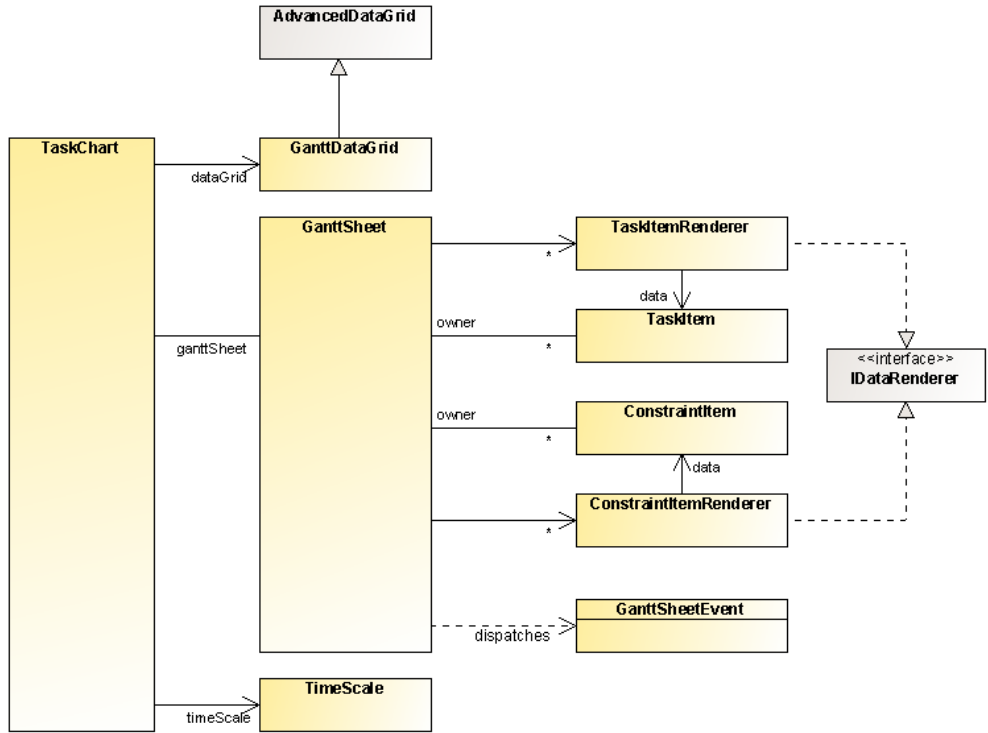 AdvancedDataGrid
TaskChart
GanttDataGrid
dataGrid
GanttSheet
TaskItemRenderer
*
data
owner
TaskItem
*
ganttSheet
<<interface>>
IDataRenderer
owner
ConstraintItem
*
data
ConstraintItemRenderer
*
GanttSheetEvent
dispatches
TimeScale
timeScale